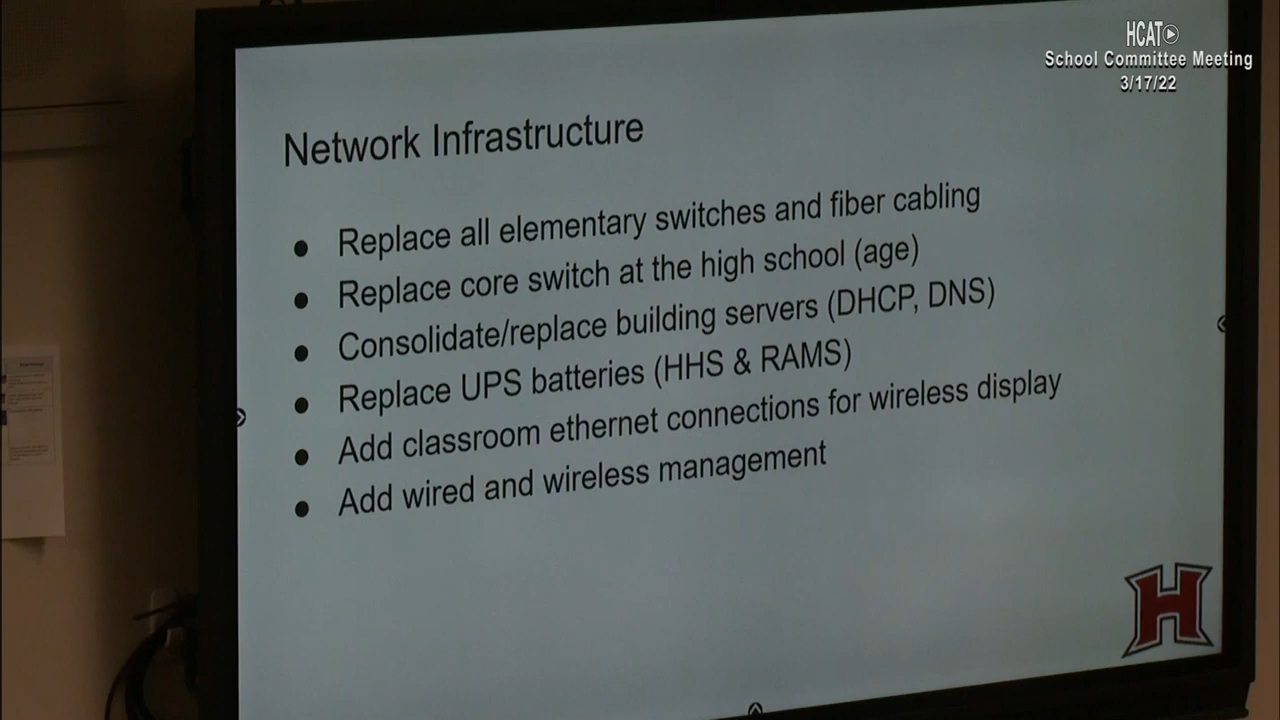 HCAT
School Committee Meeting
3/17/22
Network Infrastructure
● Replace all elementary switches and fiber cabling
● Replace core switch at the high school (age)
● Consolidate/replace building servers (DHCP, DNS)
● Replace UPS batteries (HHS & RAMS)
● Add classroom ethernet connections for wireless display
● Add wired and wireless management
H